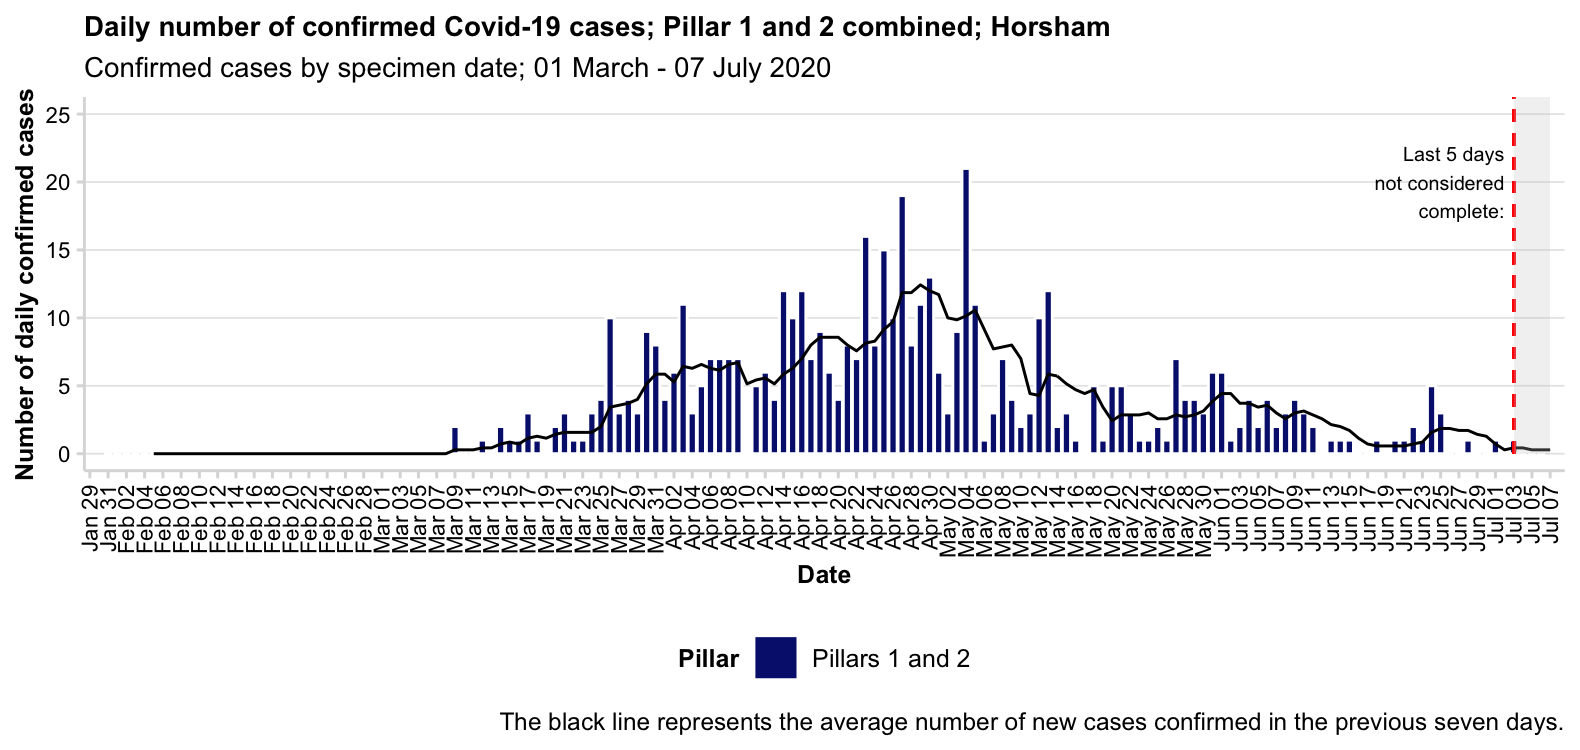 Daily number of confirmed Covid-19 cases; Pillar 1 and 2 combined; Horsham
Confirmed cases by specimen date; 01 March - 07 July 2020
Number of daily confirmed cases
25
20
15
10
5
0
Last 5 days
not considered
complete:
Jan 29
Jan 31
Feb 02
Feb 04
Feb 06
Feb 08
Feb 10
Feb 12
Feb 14
Feb 16
Feb 18
Feb 20
Feb 22
Feb 24
Feb 26
Feb 28
Mar 01
Mar 03
Mar 05
Mar 07
Mar 09
Mar 11
Mar 13
Mar 15
Mar 17
Mar 19
Mar 21
Mar 23
Mar 25
Mar 27
Mar 29
Mar 31
Apr 02
Apr 04
Apr 06
Apr 08
Apr 10
Apr 12
Apr 14
Apr 16
Apr 18
Apr 20
Apr 22
Apr 24
Apr 26
Apr 28
Apr 30
May 02
May 04
May 06
May 08
May 10
May 12
May 14
May 16
May 18
May 20
May 22
May 24
May 26
May 28
May 30
Jun 01
Jun 03
Jun 05
Jun 07
Jun 09
Jun 11
Jun 13
Jun 15
Jun 17
Jun 19
Jun 21
Jun 23
Jun 25
Jun 27
Jun 29
Jul 01
Jul 03
Jul 05
Jul 07
Date
Pillar
Pillars 1 and 2
The black line represents the average number of new cases confirmed in the previous seven days.